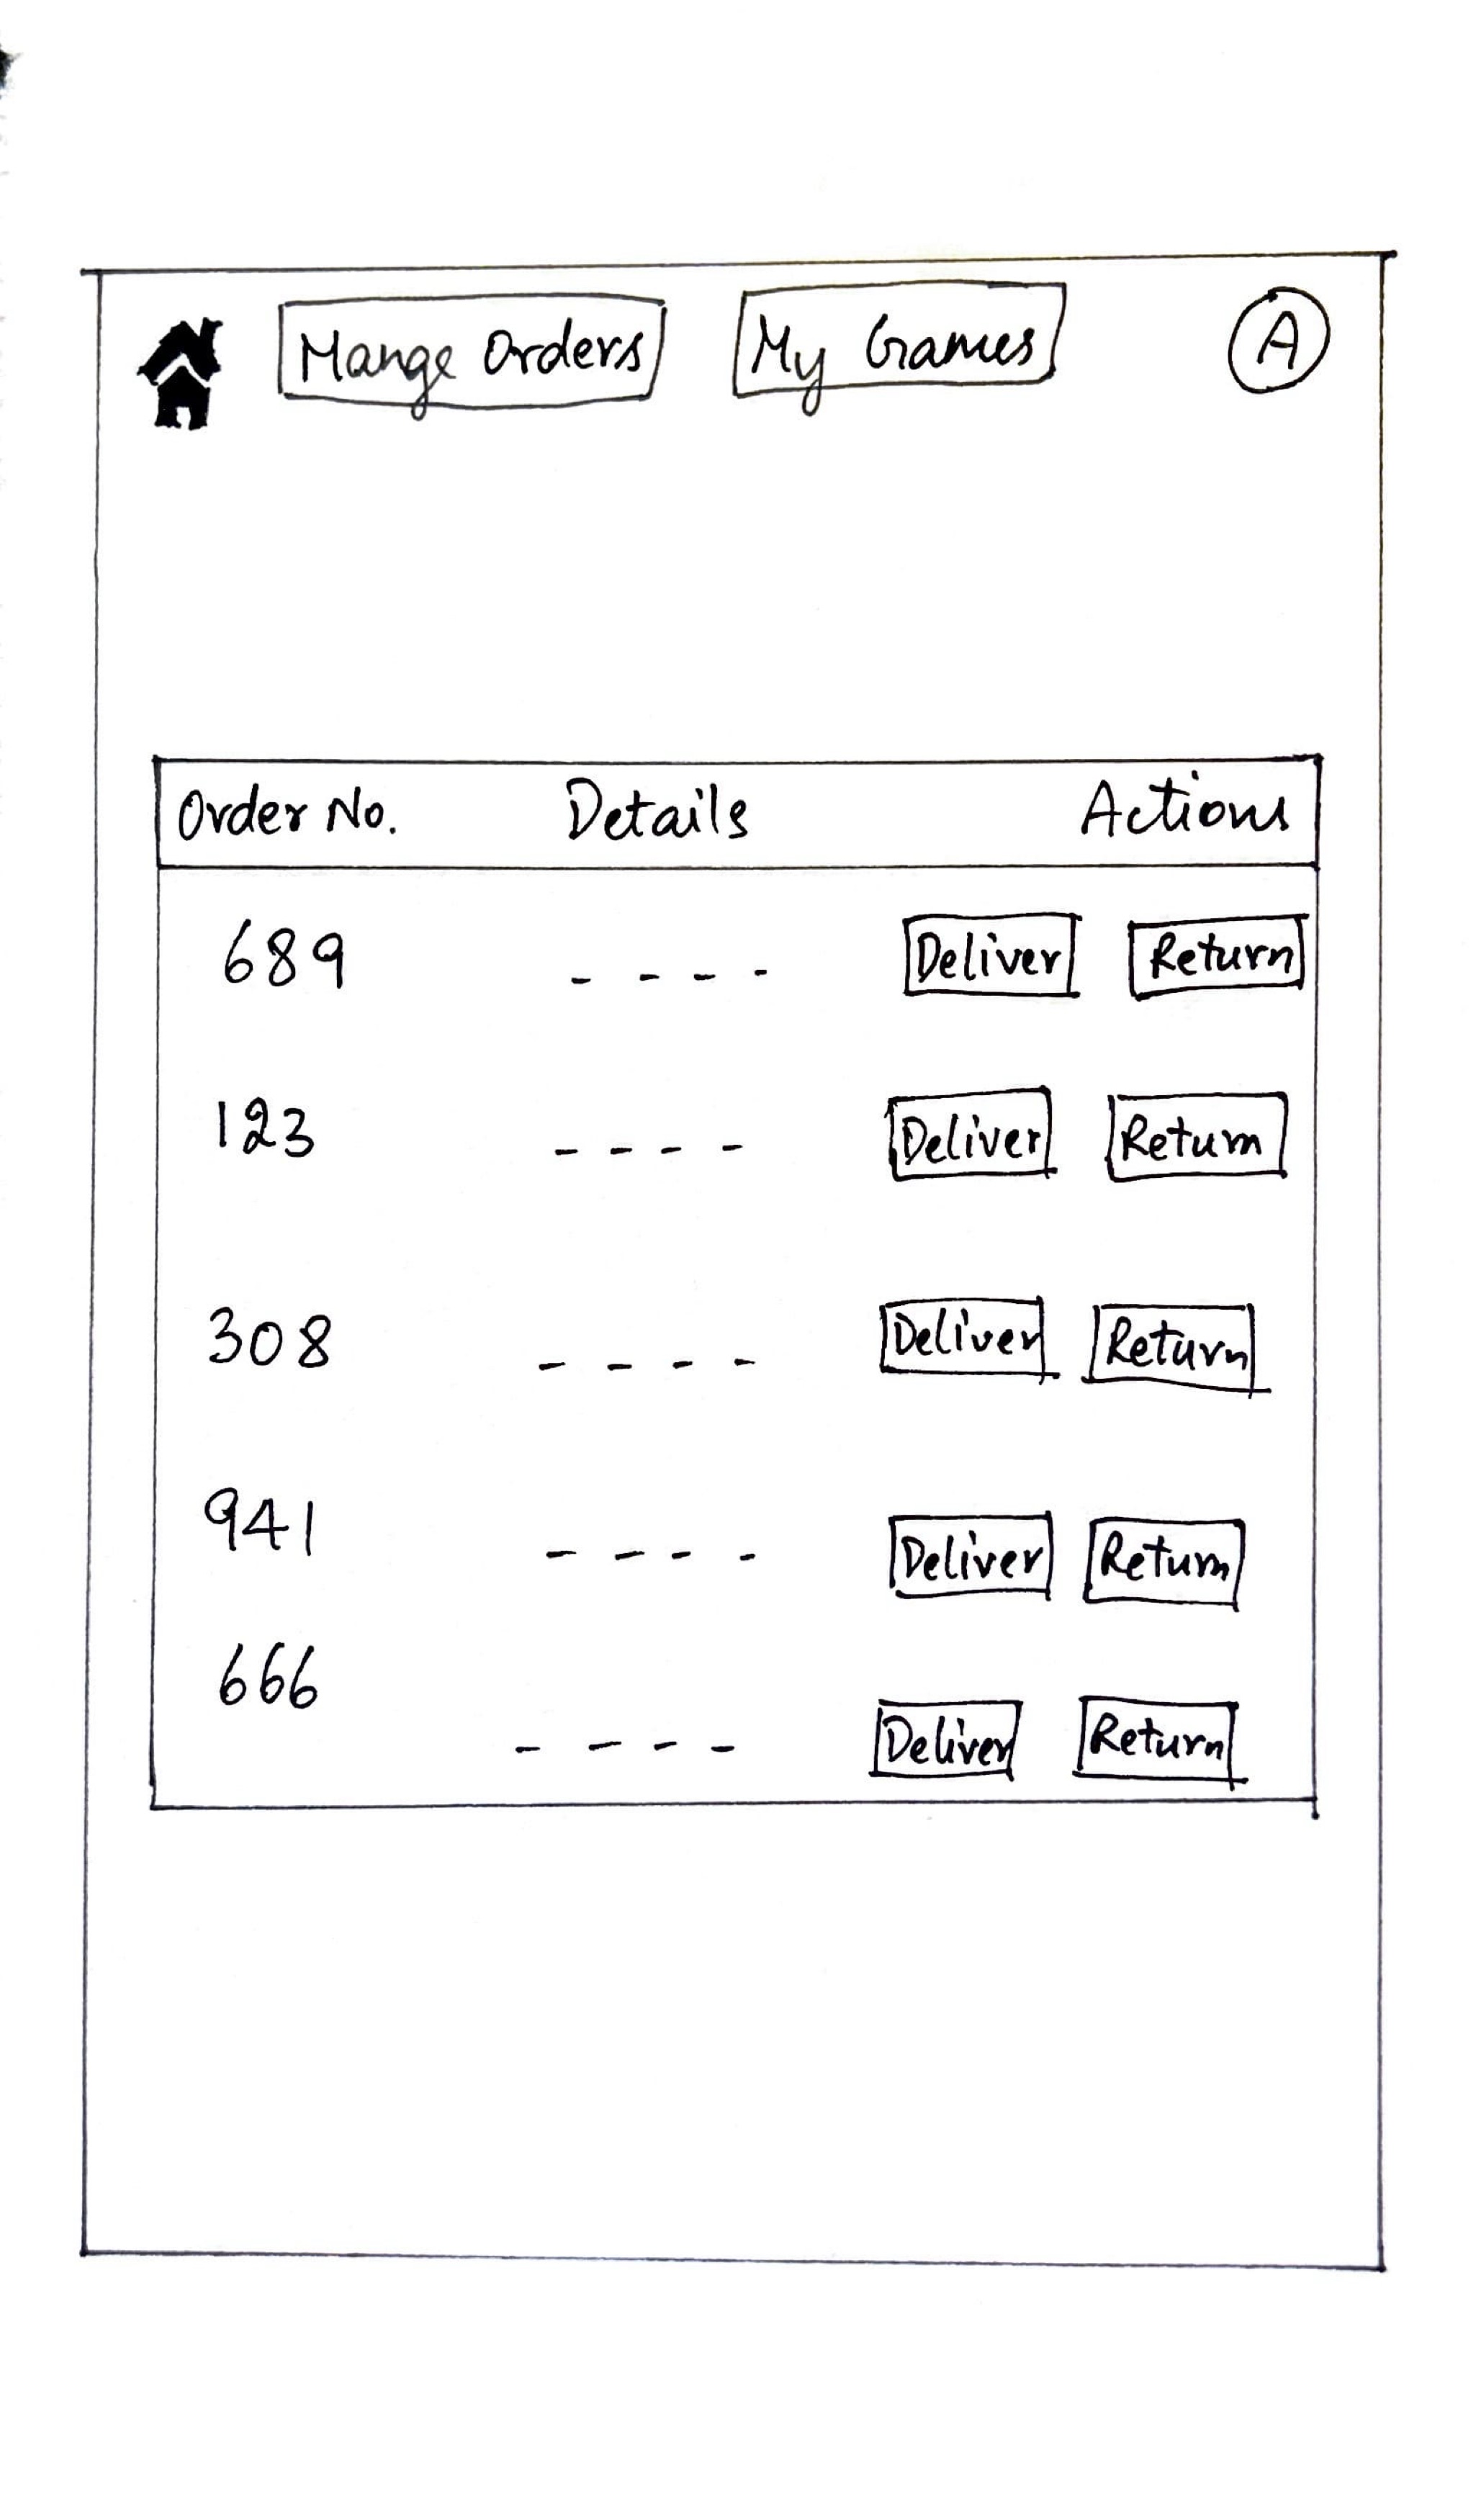 Mange Orders My Games A
Order No. Details Actions
689 - - - - Deliver Return
123 - - - - Deliver Return
308 - - - - Deliver Return
941 - - - - Deliver Return
666 - - - - Deliver Return